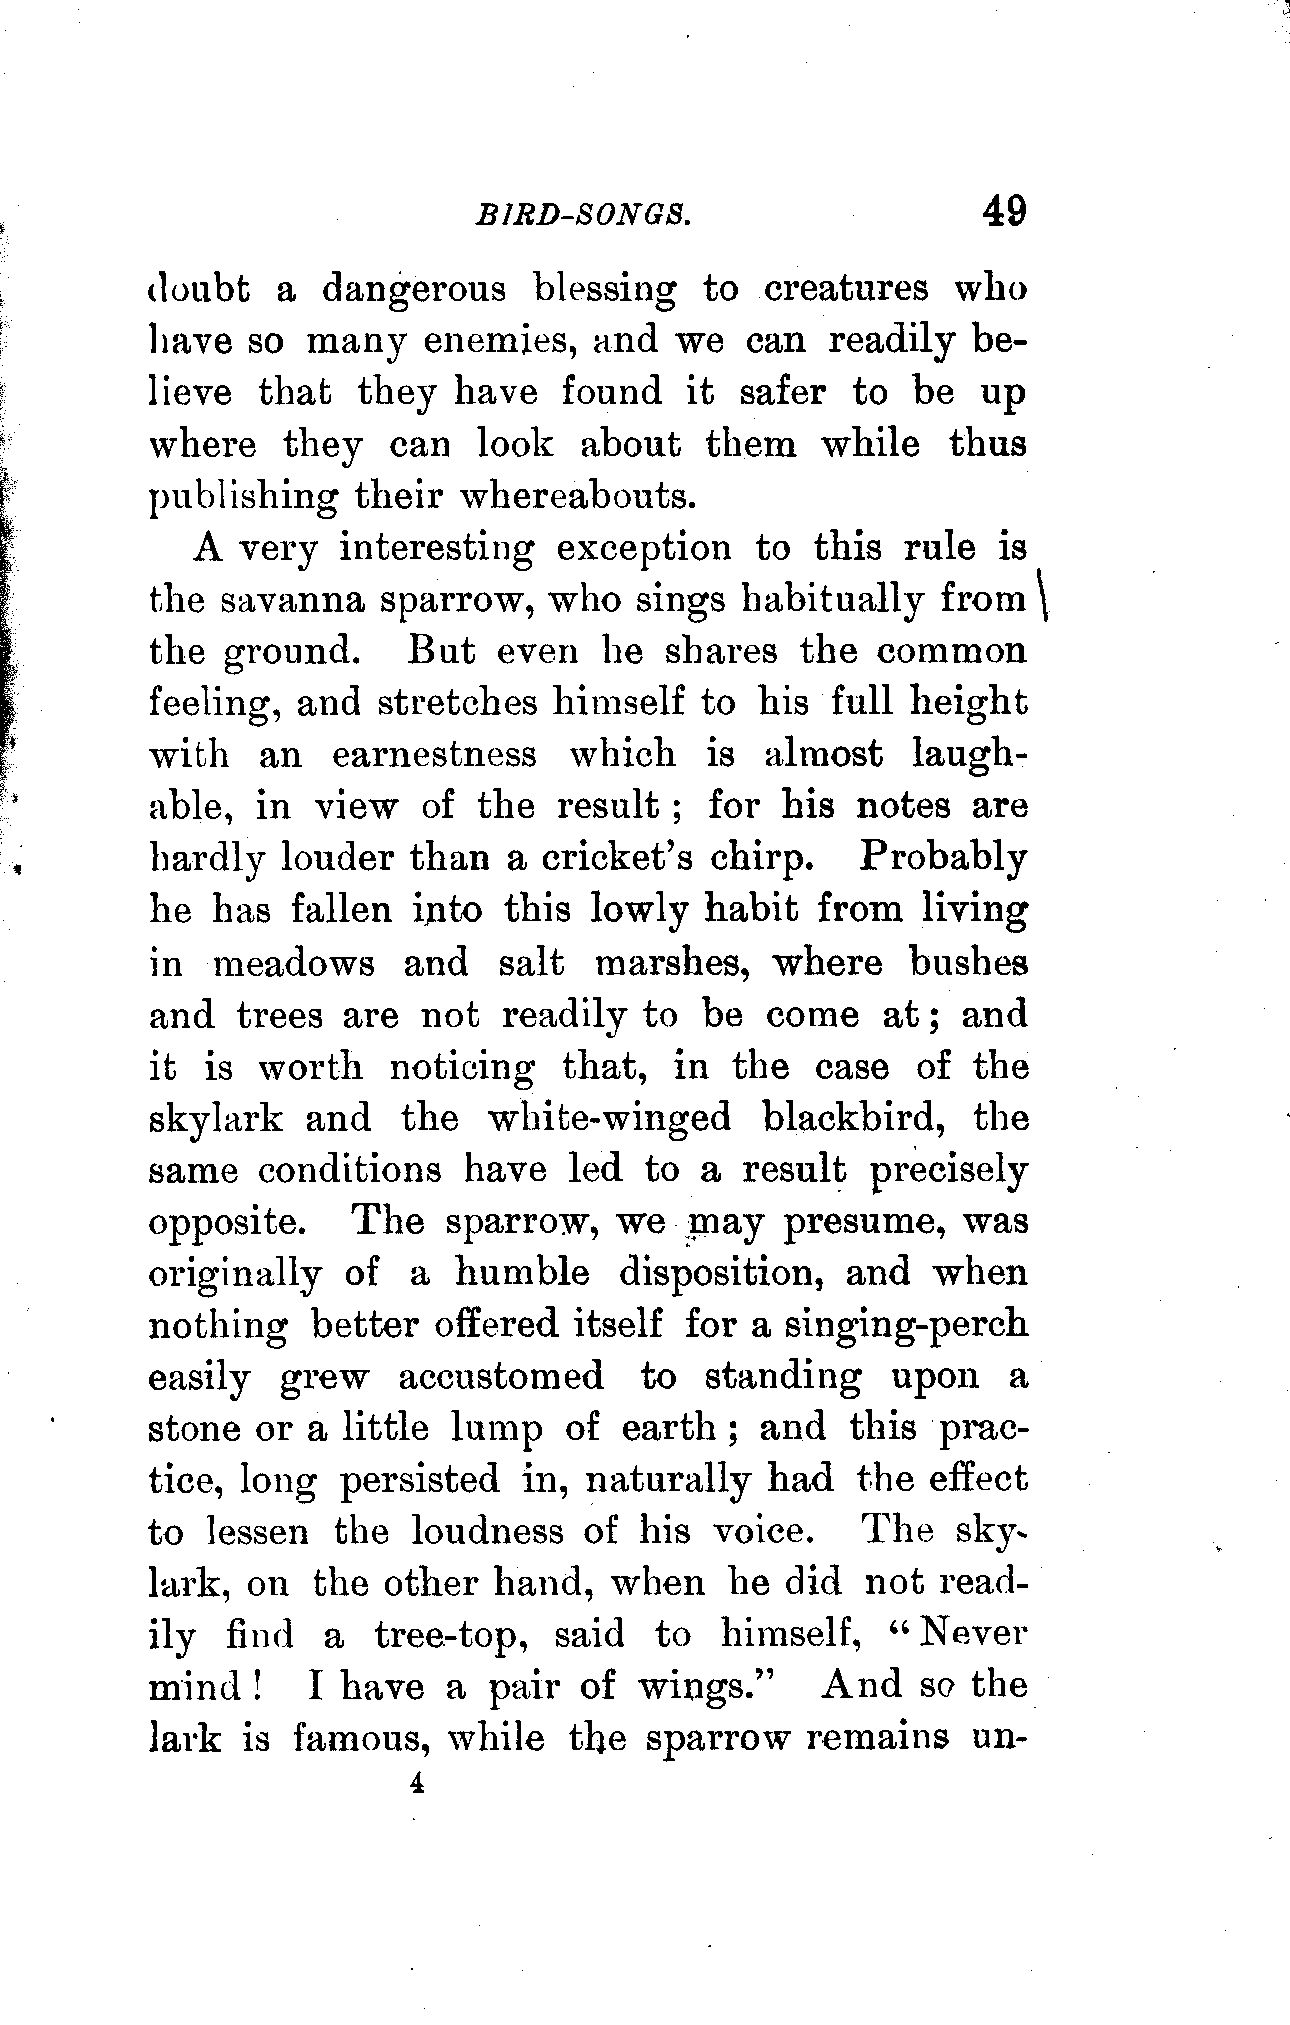 BIRD-SONGS. 49
doubt a dangerous blessing to creatures who
have so many enemies, and we can readily be-
lieve that they have found it safer to be up
where they can look about them while thus
publishing their whereabouts.
A very interesting exception to this rule is
the savanna sparrow, who sings habitually from
the ground. But even he shares the common
feeling, and stretches himself to his full height
with an earnestness which is almost laugh-
able, in view of the result ; for his notes are
hardly louder than a cricket's chirp. Probably
he has fallen into this lowly habit from living
in meadows and salt marshes, where bushes
and trees are not readily to be come at ; and
it is worth noticing that, in the case of the
skylark and the white-winged blackbird, the
same conditions have led to a result precisely
opposite. The sparrow, we may presume, was
originally of a humble disposition, and when
nothing better offered itself for a singing-perch
easily grew accustomed to standing upon a
stone or a little lump of earth ; and this prac-
tice, long persisted in, naturally had the effect
to lessen the loudness of his voice. The sky-
lark, on the other hand, when he did not read-
ily find a tree-top, said to himself, “ Never
mind ! I have a pair of wings.” And so the
lark is famous, while the sparrow remains un-
4